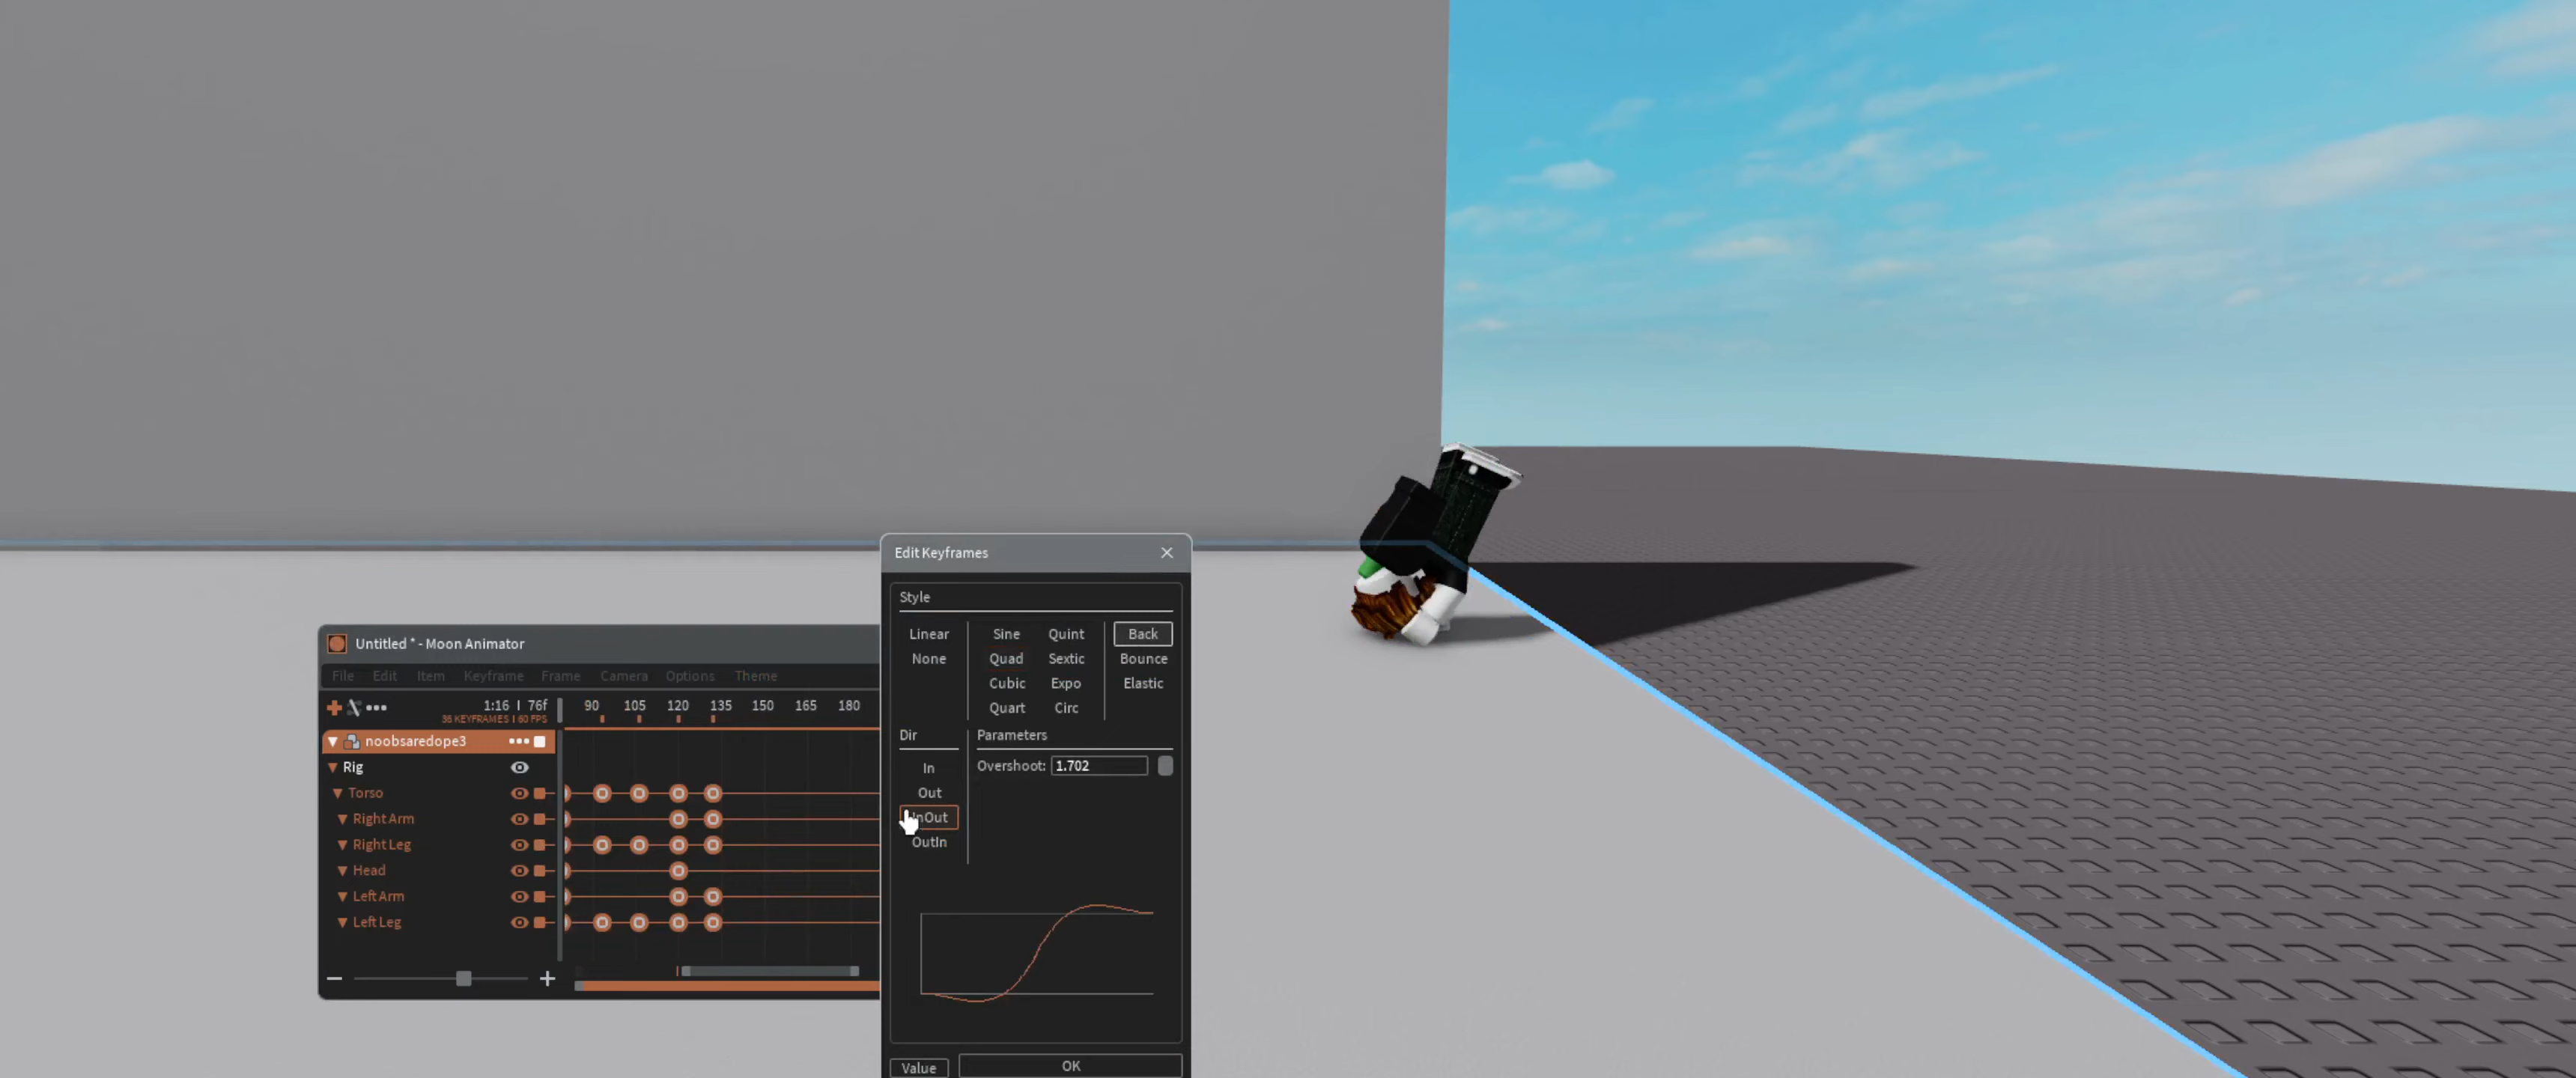 Edit Keyframes
Style
Linear Sine Quint Back
None Quad Sextic Bounce
Cubic Expo Elastic
Quart Circ
Dir Parameters
In Overshoot: 1.702
Out
InOut
OutIn
Value OK
Untitled * - Moon Animator
File Edit Item Keyframe Frame Camera Options Theme
1:16 | 76f 90 105 120 135 150 165 180
36 KEYFRAMES | 60 FPS
noobsaredope3
Rig
Torso
Right Arm
Right Leg
Head
Left Arm
Left Leg